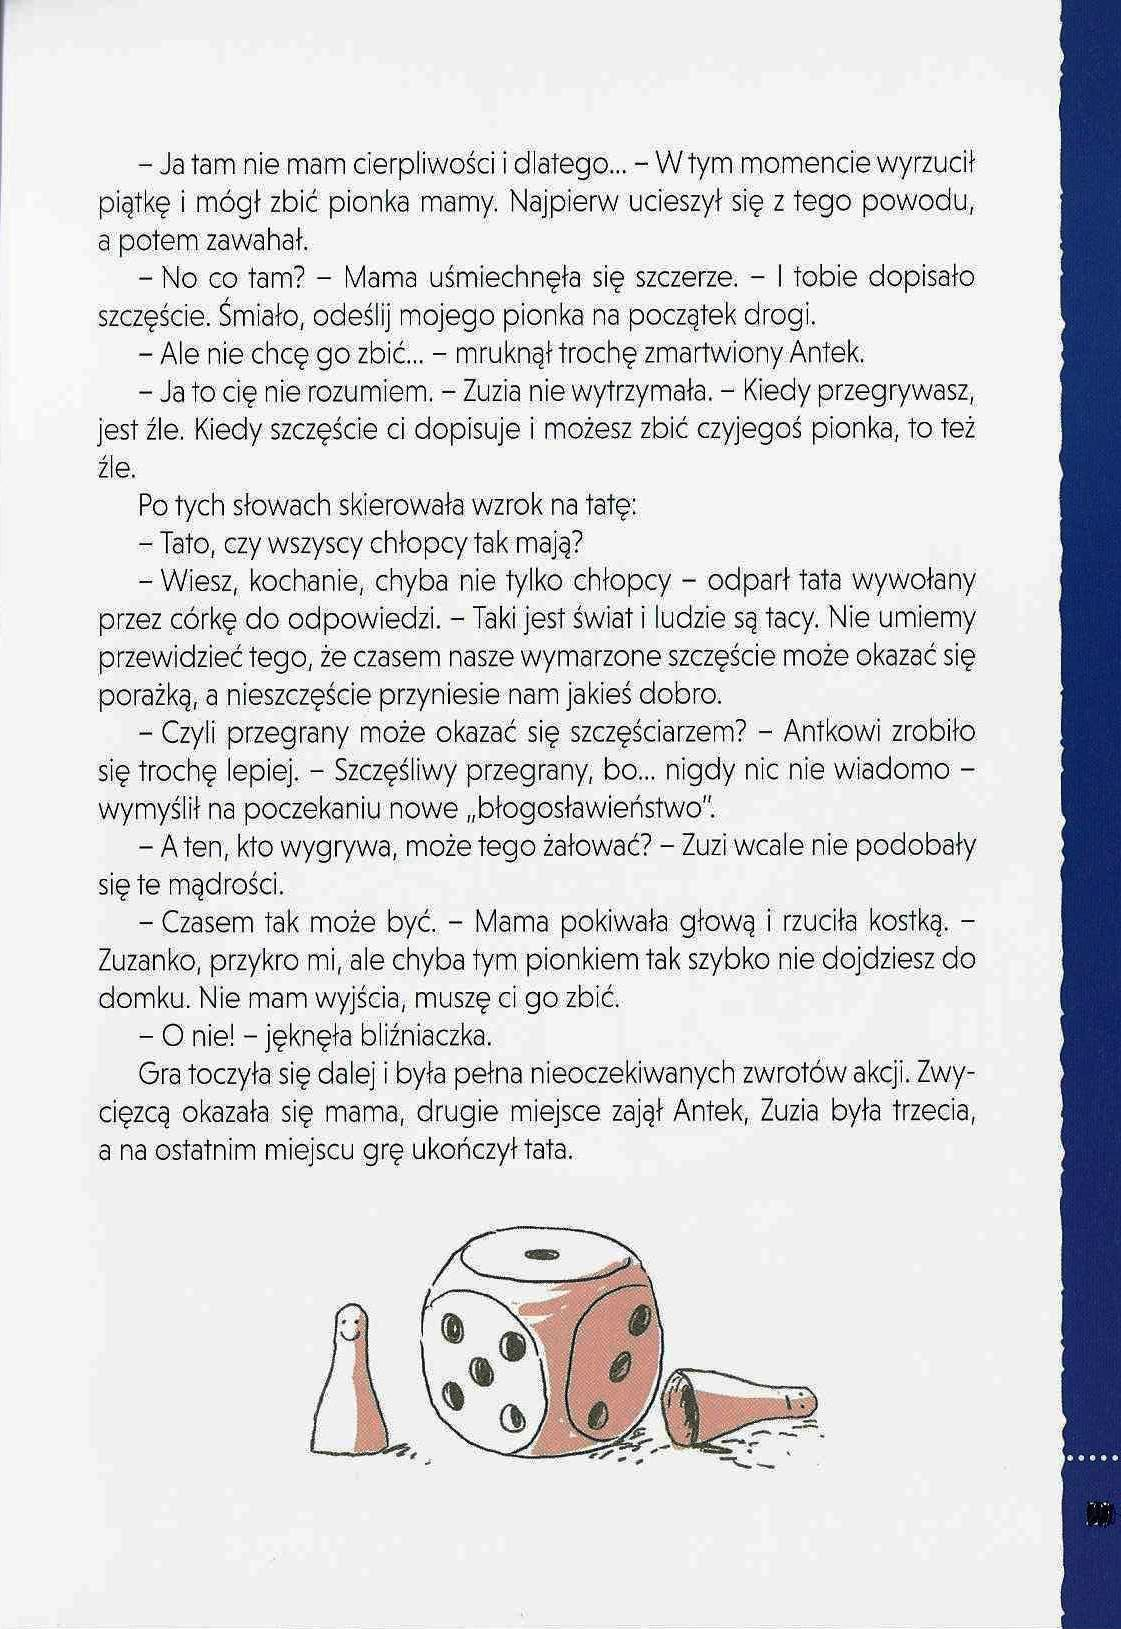 – Ja tam nie mam cierpliwości i dlatego... – W tym momencie wyrzucił
piątkę i mógł zbić pionka mamy. Najpierw ucieszył się z tego powodu,
a potem zawahał.
– No co tam? – Mama uśmiechnęła się szczerze. – I tobie dopisało
szczęście. Śmiało, odeślij mojego pionka na początek drogi.
– Ale nie chcę go zbić... – mruknął trochę zmartwiony Antek.
– Ja to cię nie rozumiem. – Zuzia nie wytrzymała. – Kiedy przegrywasz,
jest źle. Kiedy szczęście ci dopisuje i możesz zbić czyjegoś pionka, to też
źle.
Po tych słowach skierowała wzrok na tatę:
– Tato, czy wszyscy chłopcy tak mają?
– Wiesz, kochanie, chyba nie tylko chłopcy – odparł tata wywołany
przez córkę do odpowiedzi. – Taki jest świat i ludzie są tacy. Nie umiemy
przewidzieć tego, że czasem nasze wymarzone szczęście może okazać się
porażką, a nieszczęście przyniesie nam jakieś dobro.
– Czyli przegrany może okazać się szczęściarzem? – Antkowi zrobiło
się trochę lepiej. – Szczęśliwy przegrany, bo... nigdy nic nie wiadomo –
wymyślił na poczekaniu nowe „błogosławieństwo".
– A ten, kto wygrywa, może tego żałować? – Zuzi wcale nie podobały
się te mądrości.
– Czasem tak może być. – Mama pokiwała głową i rzuciła kostką. –
Zuzanko, przykro mi, ale chyba tym pionkiem tak szybko nie dojdziesz do
domku. Nie mam wyjścia, muszę ci go zbić.
– O nie! – jęknęła bliźniaczka.
Gra toczyła się dalej i była pełna nieoczekiwanych zwrotów akcji. Zwy-
cięzcą okazała się mama, drugie miejsce zajął Antek, Zuzia była trzecia,
a na ostatnim miejscu grę ukończył tata.